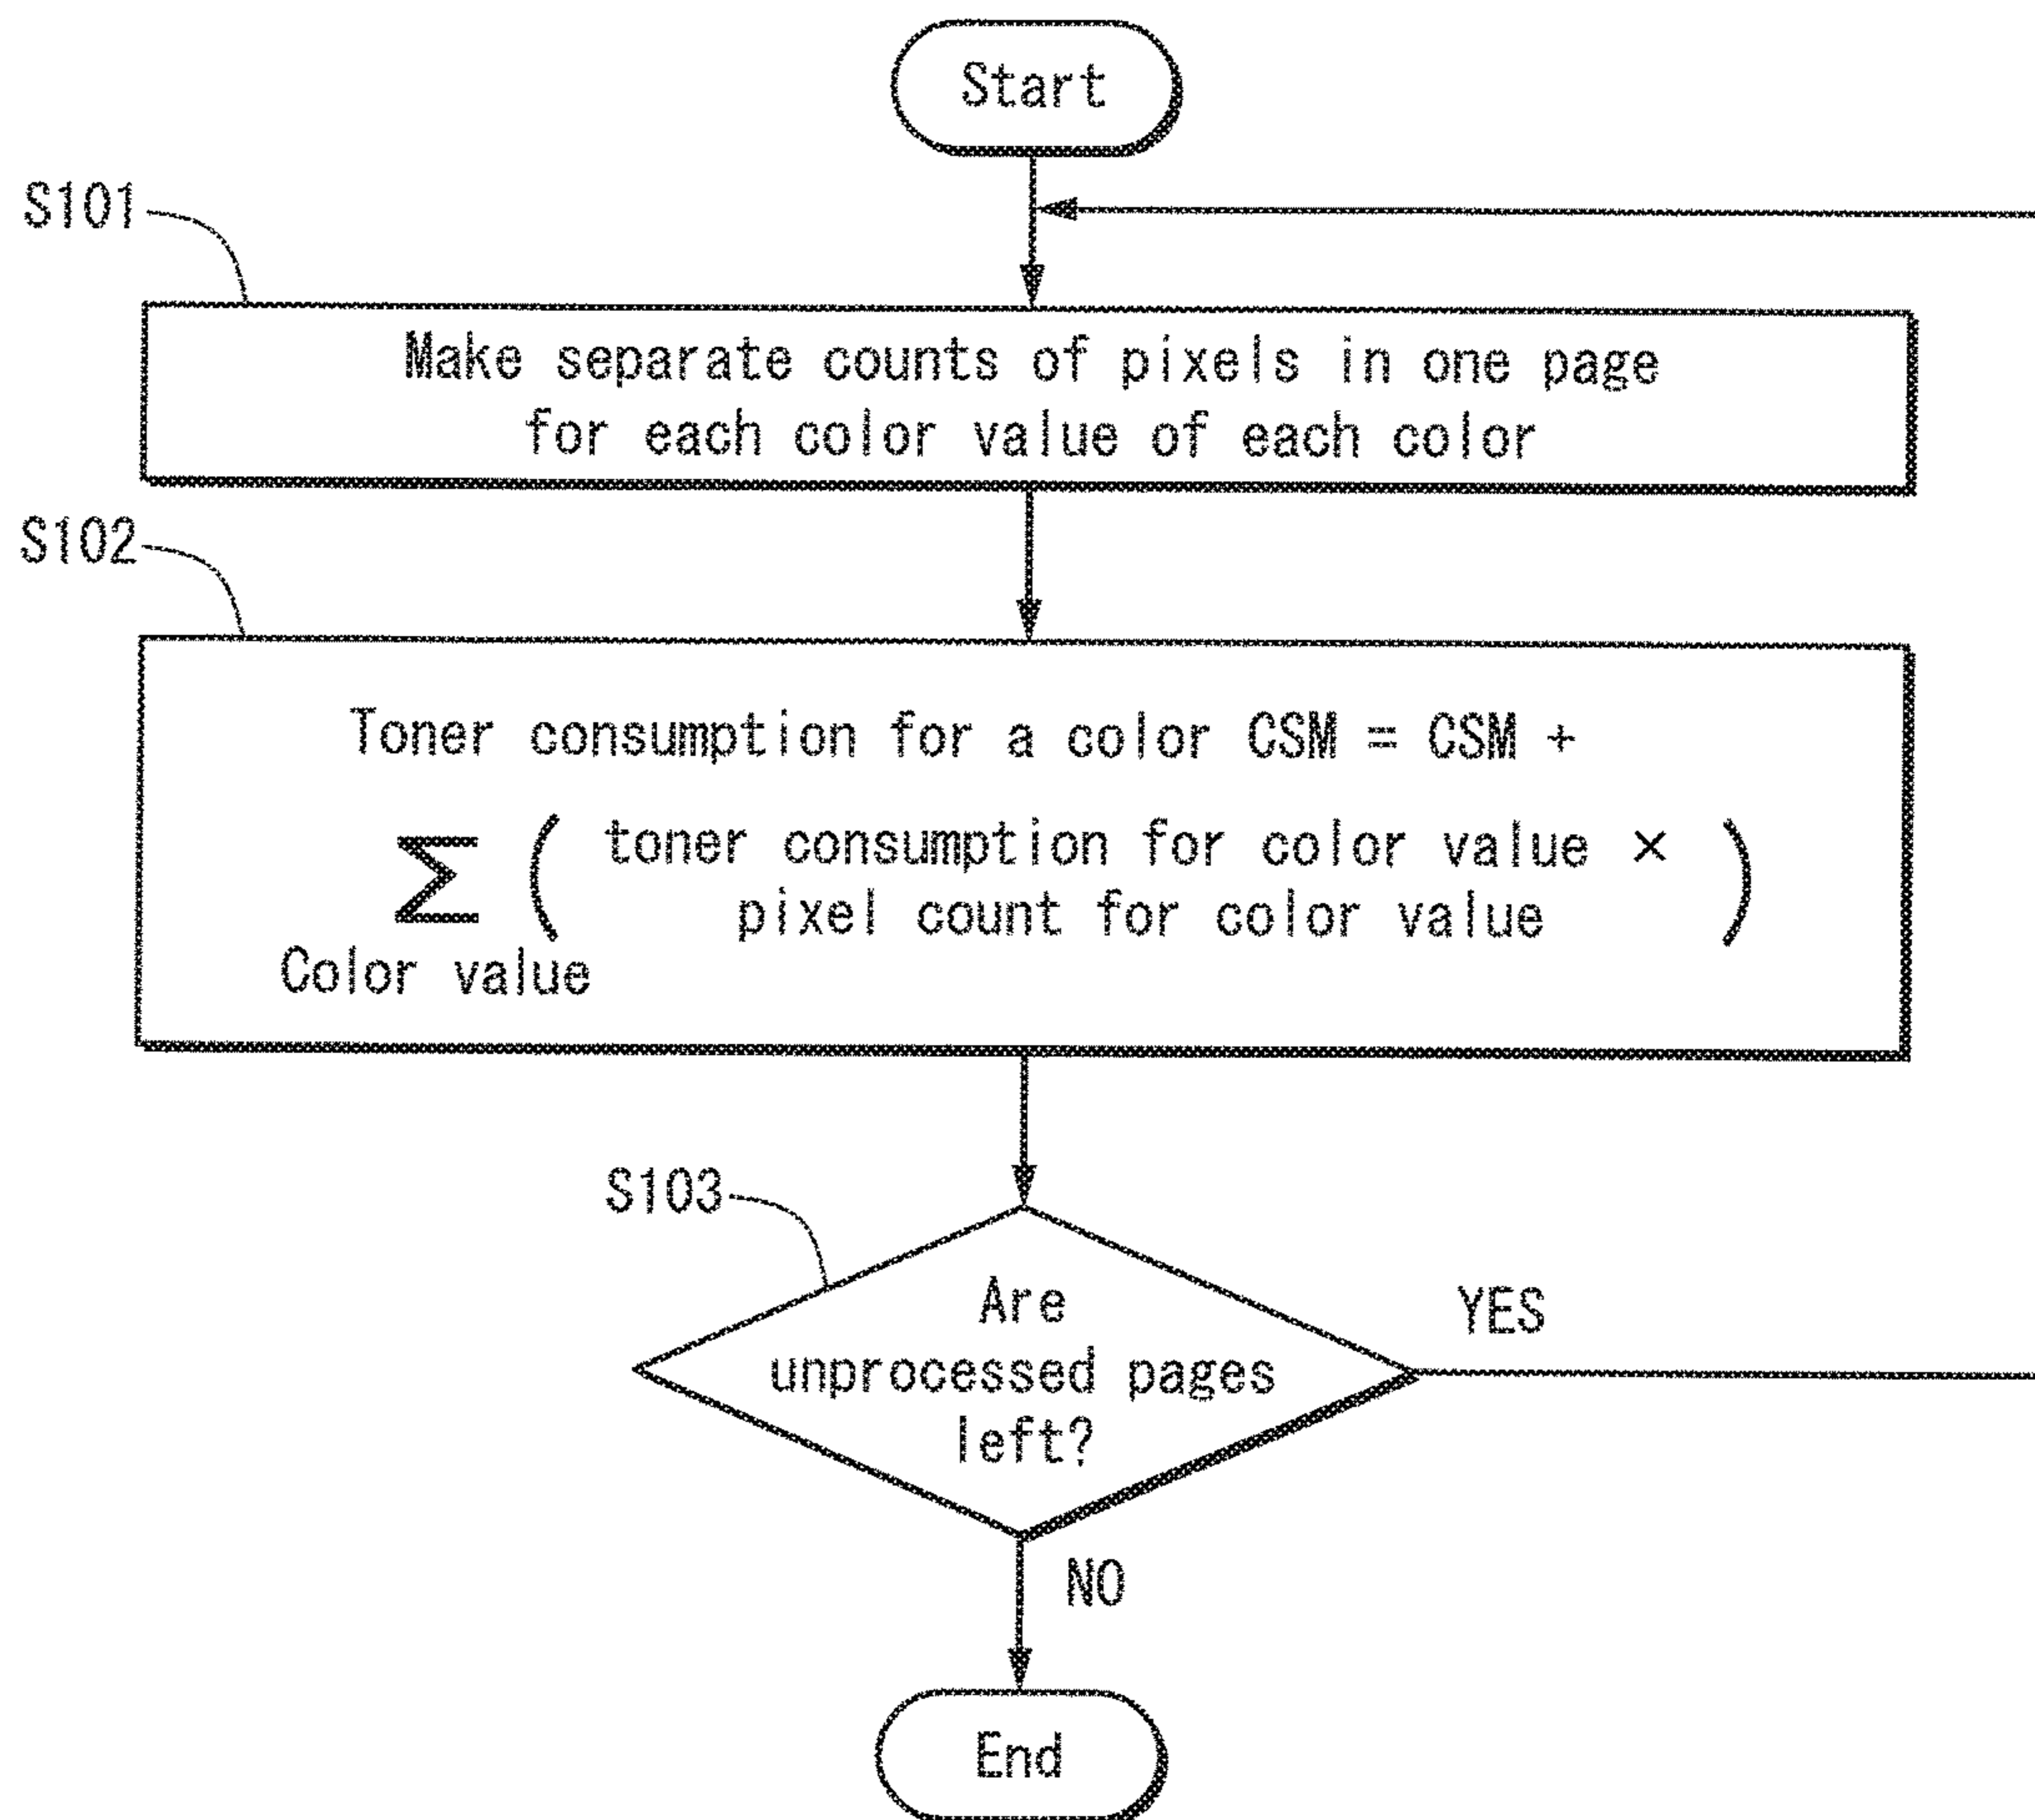 Start
S101
Make separate counts of pixels in one page
for each color value of each color
S102
Toner consumption for a color CSM = CSM +
Σ ( toner consumption for color value ×
pixel count for color value )
Color value
S103
Are
unprocessed pages
left?
YES
NO
End